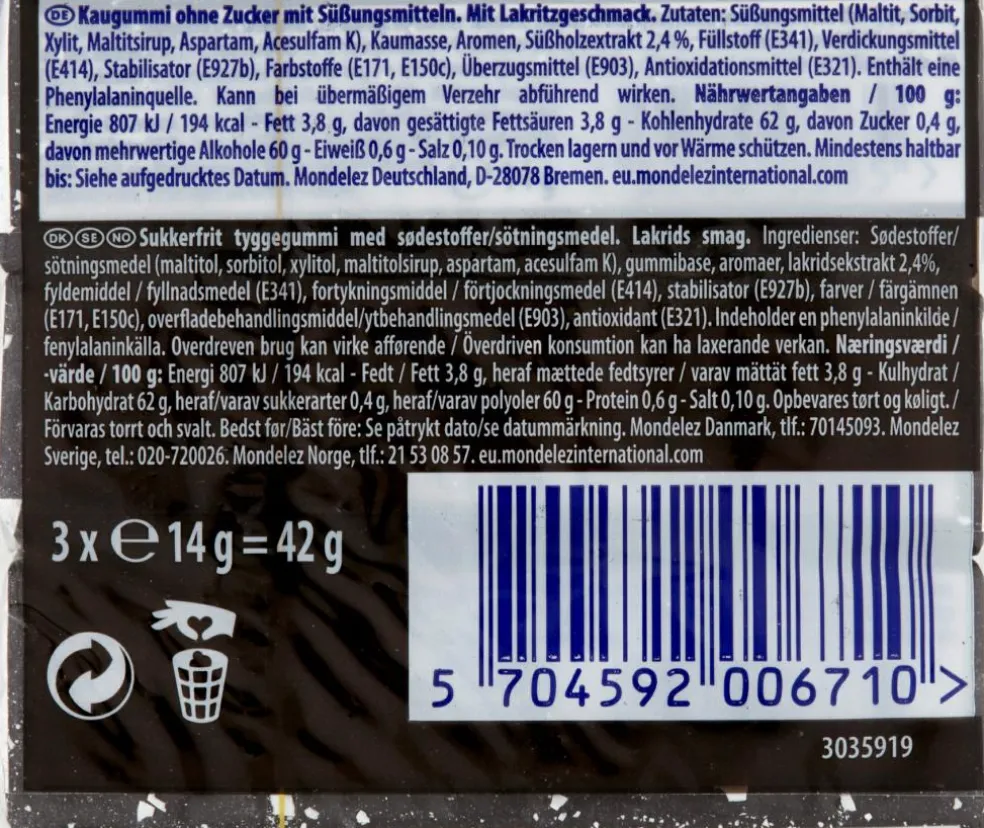 DE Kaugummi ohne Zucker mit Süßungsmitteln. Mit Lakritzgeschmack. Zutaten: Süßungsmittel (Maltit, Sorbit,
Xylit, Maltitsirup, Aspartam, Acesulfam K), Kaumasse, Aromen, Süßholzextrakt 2,4 %, Füllstoff (E341), Verdickungsmittel
(E414), Stabilisator (E927b), Farbstoffe (E171, E150c), Überzugsmittel (E903), Antioxidationsmittel (E321). Enthält eine
Phenylalaninquelle. Kann bei übermäßigem Verzehr abführend wirken. Nährwertangaben / 100 g:
Energie 807 kJ / 194 kcal - Fett 3,8 g, davon gesättigte Fettsäuren 3,8 g - Kohlenhydrate 62 g, davon Zucker 0,4 g,
davon mehrwertige Alkohole 60 g - Eiweiß 0,6 g - Salz 0,10 g. Trocken lagern und vor Wärme schützen. Mindestens haltbar
bis: Siehe aufgedrucktes Datum. Mondelez Deutschland, D-28078 Bremen. eu.mondelezinternational.com
DK SE NO Sukkerfrit tyggegummi med sødestoffer/sötningsmedel. Lakrids smag. Ingredienser: Sødestoffer/
sötningsmedel (maltitol, sorbitol, xylitol, maltitolsirup, aspartam, acesulfam K), gummibase, aromaer, lakridsekstrakt 2,4%,
fyldemiddel / fyllnadsmedel (E341), fortykningsmiddel / förtjockningsmedel (E414), stabilisator (E927b), farver / färgämnen
(E171, E150c), overfladebehandlingsmiddel/ytbehandlingsmedel (E903), antioxidant (E321). Indeholder en phenylalaninkilde /
fenylalaninkälla. Overdreven brug kan virke afførende / Överdriven konsumtion kan ha laxerande verkan. Næringsværdi /
-värde / 100 g: Energi 807 kJ / 194 kcal - Fedt / Fett 3,8 g, heraf mættede fedtsyrer / varav mättat fett 3,8 g - Kulhydrat /
Karbohydrat 62 g, heraf/varav sukkerarter 0,4 g, heraf/varav polyoler 60 g - Protein 0,6 g - Salt 0,10 g. Opbevares tørt og køligt. /
Förvaras torrt och svalt. Bedst før/Bäst före: Se påtrykt dato/se datummärkning. Mondelez Danmark, tlf.: 70145093. Mondelez
Sverige, tel.: 020-720026. Mondelez Norge, tlf.: 21 53 08 57. eu.mondelezinternational.com
3 x ℮ 14 g = 42 g
5 704592 006710 >
3035919